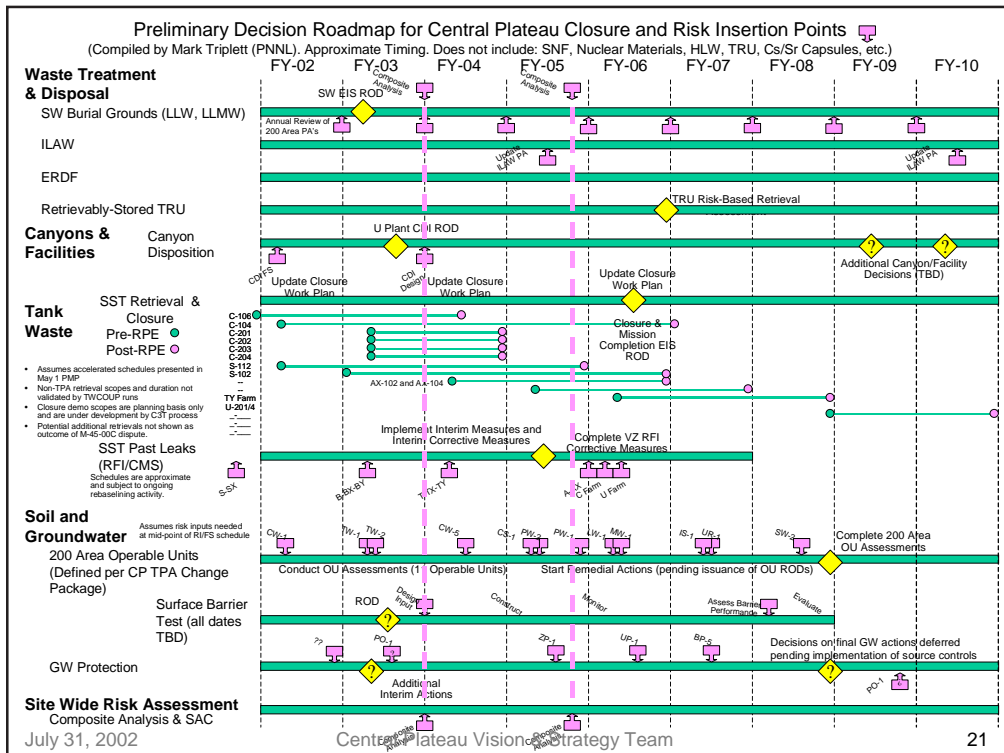 Preliminary Decision Roadmap for Central Plateau Closure and Risk Insertion Points
(Compiled by Mark Triplett (PNNL). Approximate Timing. Does not include: SNF, Nuclear Materials, HLW, TRU, Cs/Sr Capsules, etc.)
FY-02 FY-03 FY-04 FY-05 FY-06 FY-07 FY-08 FY-09 FY-10
Waste Treatment
& Disposal
Composite
Analysis
Composite
Analysis
SW EIS ROD
SW Burial Grounds (LLW, LLMW)
Annual Review of
200 Area PA's
ILAW
Update
ILAW PA
Update
ILAW PA
ERDF
Retrievably-Stored TRU
TRU Risk-Based Retrieval
Canyons &
Facilities
Canyon
Disposition
U Plant CDI ROD
? ?
CDI FS
CDI
Design
Additional Canyon/Facility
Decisions (TBD)
Update Closure
Work Plan
Update Closure
Work Plan
Update Closure
Work Plan
SST Retrieval &
Closure
Tank
Waste
Pre-RPE
Post-RPE
C-106
C-104
C-201
C-202
C-203
C-204
S-112
S-102
--
--
TY Farm
U-201/4
Closure &
Mission
Completion EIS
ROD
AX-102 and AX-104
• Assumes accelerated schedules presented in
May 1 PMP
• Non-TPA retrieval scopes and duration not
validated by TWCOUP runs
• Closure demo scopes are planning basis only
and are under development by C3T process
• Potential additional retrievals not shown as
outcome of M-45-00C dispute.
Implement Interim Measures and
Interim Corrective Measures
Complete VZ RFI
Corrective Measures
SST Past Leaks
(RFI/CMS)
Schedules are approximate
and subject to ongoing
rebaselining activity.
S-SX
B-BX-BY
T-TX-TY
C Farm
U Farm
Soil and
Groundwater
Assumes risk inputs needed
at mid-point of RI/FS schedule
CW-1 TW-1 TW-2 CW-5 CS-1 PW-2 PW-1 LW-1 MW-1 IS-1 UR-1 SW-2
200 Area Operable Units
(Defined per CP TPA Change
Package)
Complete 200 Area
OU Assessments
Conduct OU Assessments (11 Operable Units)
Start Remedial Actions (pending issuance of OU RODs)
Surface Barrier
Test (all dates
TBD)
ROD
?
Design
Input
Construct
Monitor
Assess Barrier
Performance
Evaluate
??
PO-1
ZP-1
UP-1
BP-5
Decisions on final GW actions deferred
pending implementation of source controls
GW Protection
? ?
Additional
Interim Actions
PO-1
Site Wide Risk Assessment
Composite Analysis & SAC
Composite
Analysis
Composite
Analysis
July 31, 2002
Central Plateau Vision & Strategy Team
21